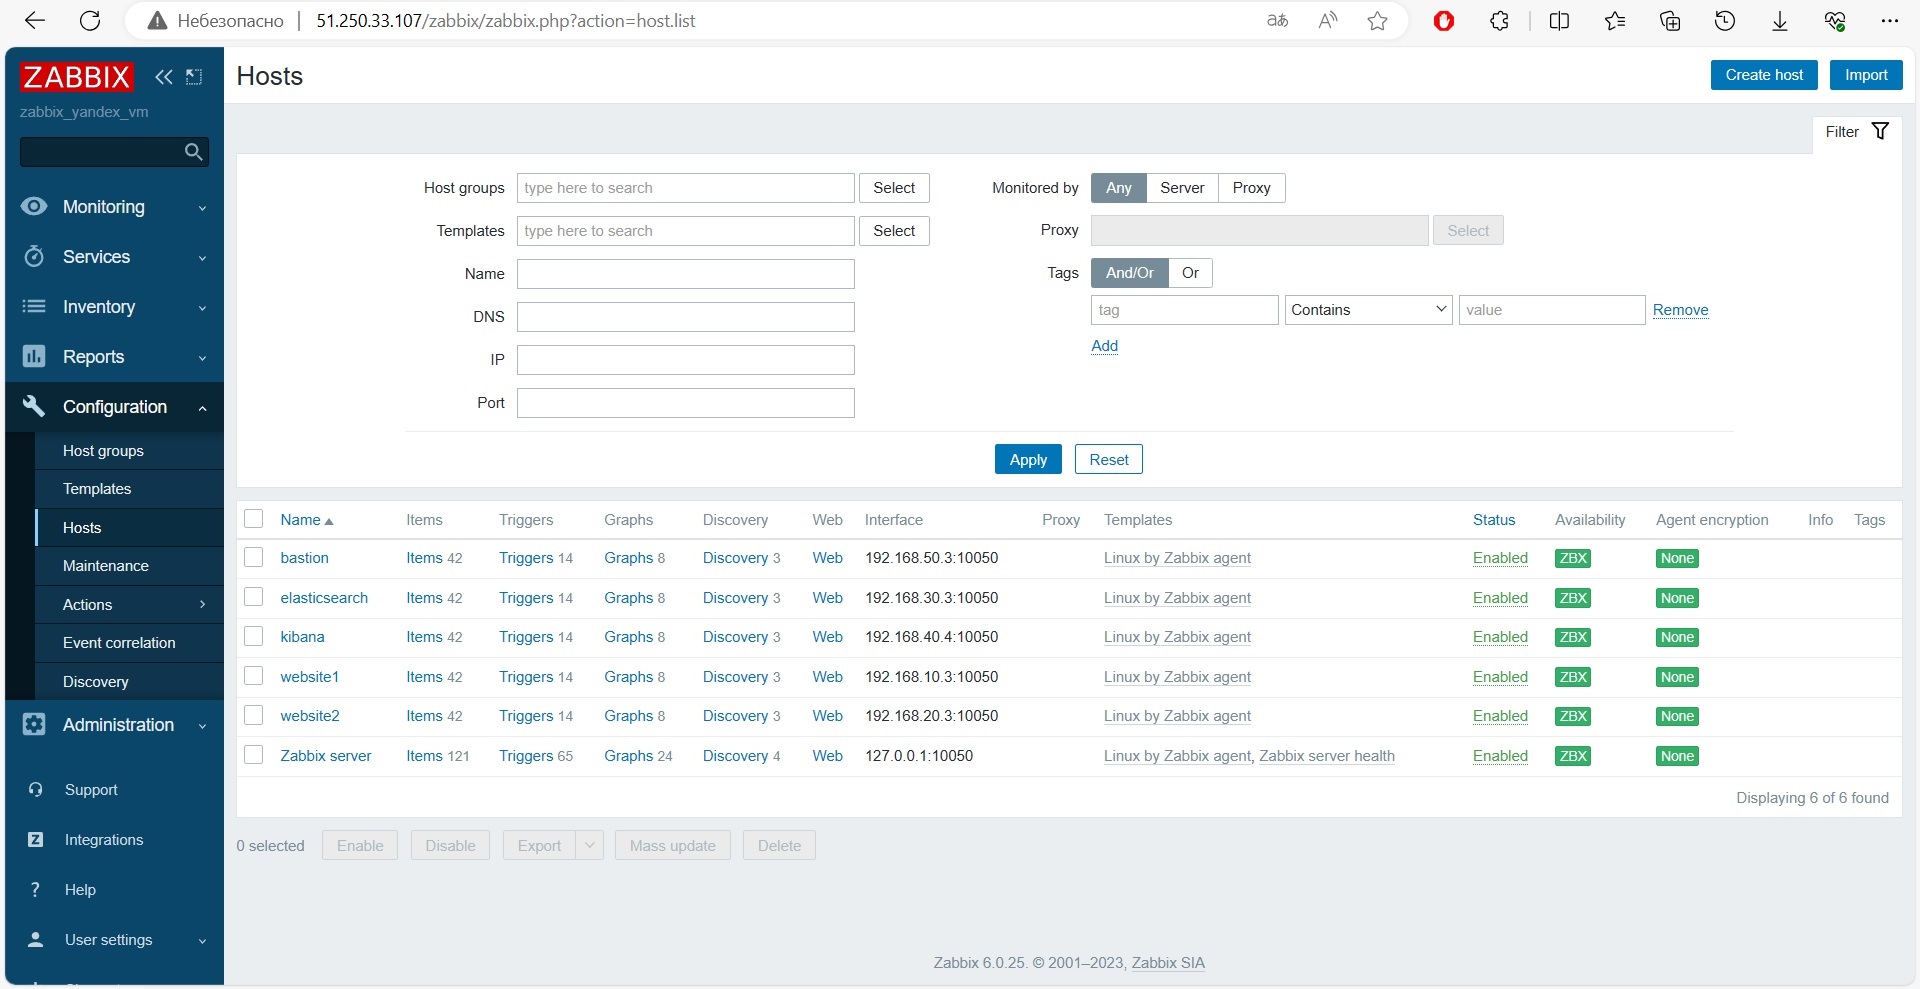 Небезопасно 51.250.33.107/zabbix/zabbix.php?action=host.list
ZABBIX
zabbix_yandex_vm
Monitoring
Services
Inventory
Reports
Configuration
Host groups
Templates
Hosts
Maintenance
Actions
Event correlation
Discovery
Administration
Support
Integrations
Help
User settings
Hosts
Create host Import
Filter
Host groups type here to search Select
Templates type here to search Select
Name
DNS
IP
Port
Monitored by Any Server Proxy
Proxy Select
Tags And/Or Or
tag Contains value Remove
Add
Apply Reset
Name Items Triggers Graphs Discovery Web Interface Proxy Templates Status Availability Agent encryption Info Tags
bastion Items 42 Triggers 14 Graphs 8 Discovery 3 Web 192.168.50.3:10050 Linux by Zabbix agent Enabled ZBX None
elasticsearch Items 42 Triggers 14 Graphs 8 Discovery 3 Web 192.168.30.3:10050 Linux by Zabbix agent Enabled ZBX None
kibana Items 42 Triggers 14 Graphs 8 Discovery 3 Web 192.168.40.4:10050 Linux by Zabbix agent Enabled ZBX None
website1 Items 42 Triggers 14 Graphs 8 Discovery 3 Web 192.168.10.3:10050 Linux by Zabbix agent Enabled ZBX None
website2 Items 42 Triggers 14 Graphs 8 Discovery 3 Web 192.168.20.3:10050 Linux by Zabbix agent Enabled ZBX None
Zabbix server Items 121 Triggers 65 Graphs 24 Discovery 4 Web 127.0.0.1:10050 Linux by Zabbix agent, Zabbix server health Enabled ZBX None
Displaying 6 of 6 found
0 selected Enable Disable Export Mass update Delete
Zabbix 6.0.25. © 2001–2023, Zabbix SIA